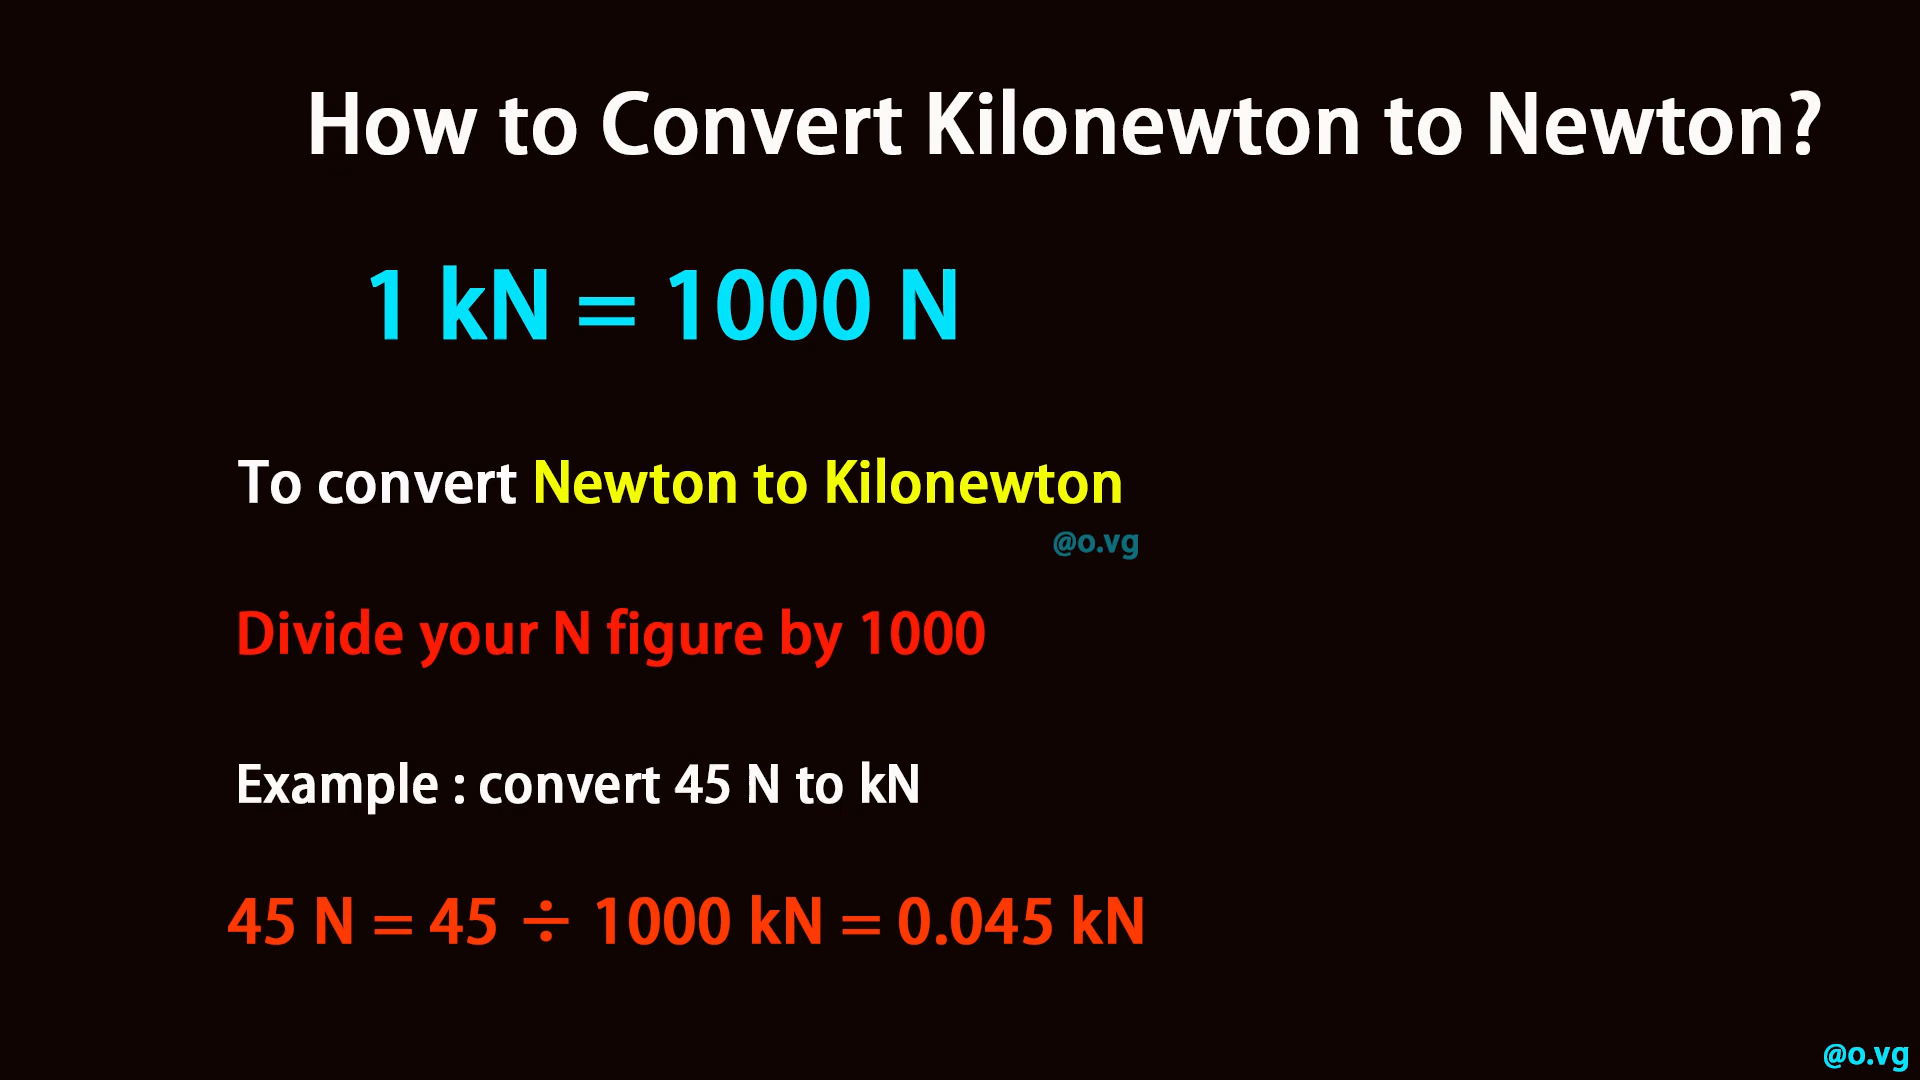 How to Convert Kilonewton to Newton?
1 kN = 1000 N
To convert Newton to Kilonewton
@o.vg
Divide your N figure by 1000
Example : convert 45 N to kN
45 N = 45 ÷ 1000 kN = 0.045 kN
@o.vg